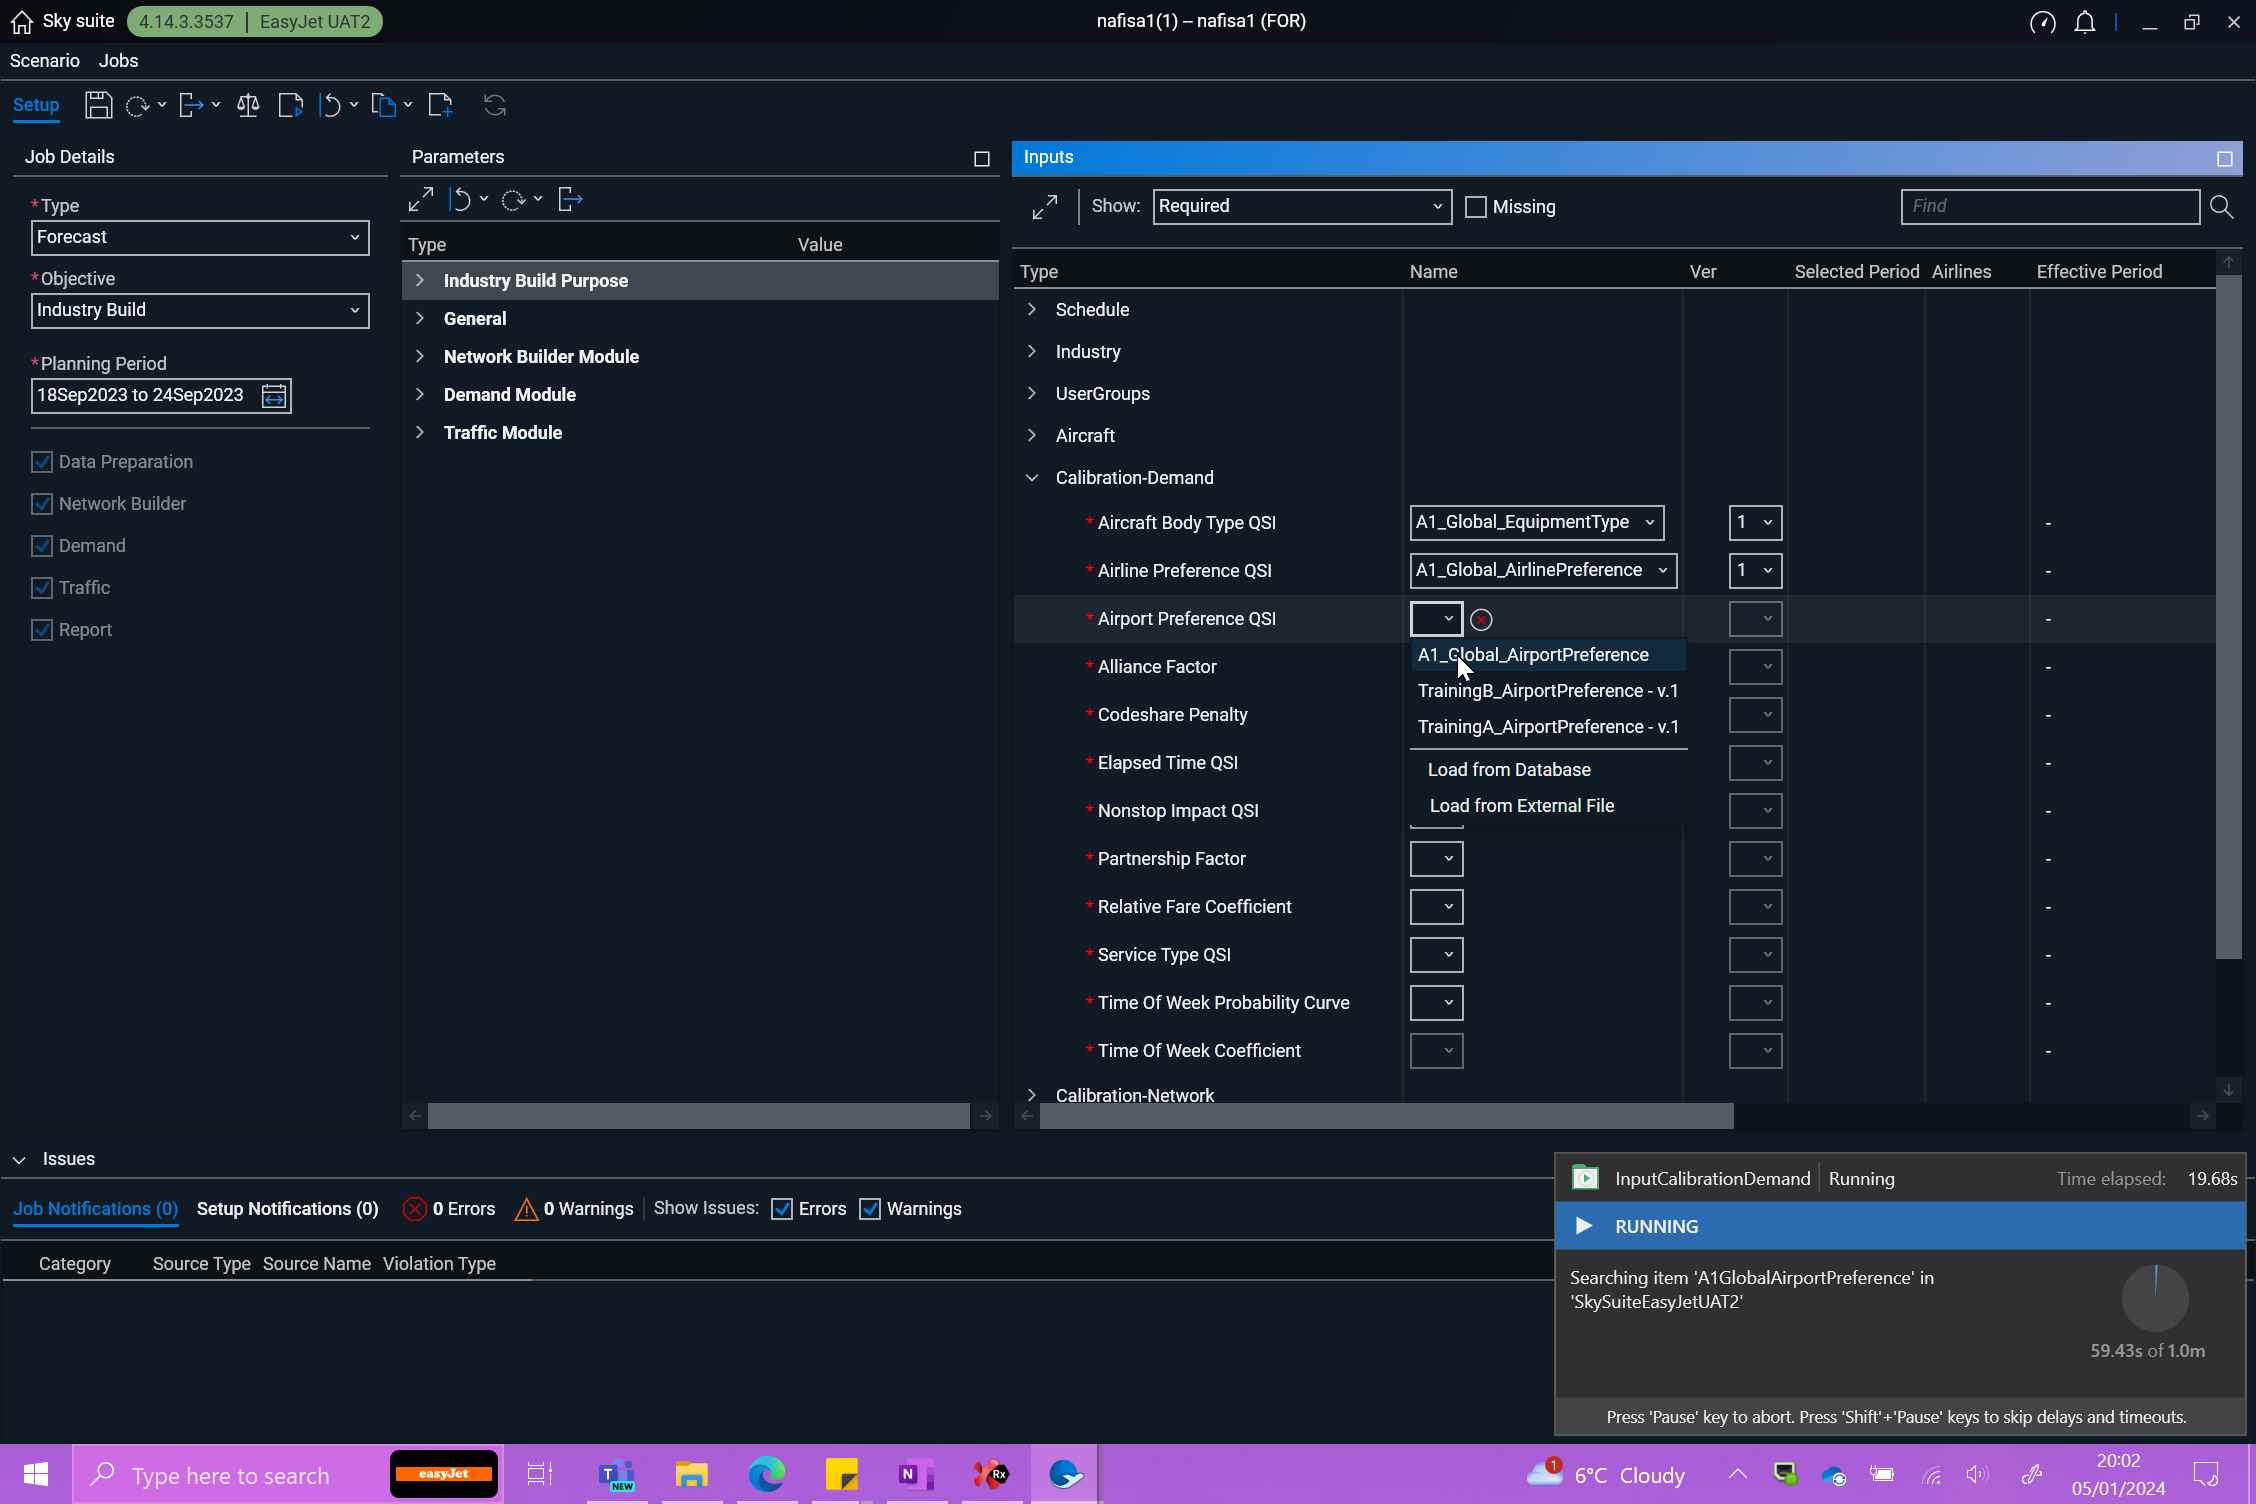 Sky suite 4.14.3.3537 | EasyJet UAT2 nafisa1(1) – nafisa1 (FOR)
Scenario Jobs
Setup
Job Details
*Type
Forecast
*Objective
Industry Build
*Planning Period
18Sep2023 to 24Sep2023
Data Preparation
Network Builder
Demand
Traffic
Report
Parameters
Type Value
Industry Build Purpose
General
Network Builder Module
Demand Module
Traffic Module
Inputs
Show: Required Missing Find
Type Name Ver Selected Period Airlines Effective Period
Schedule
Industry
UserGroups
Aircraft
Calibration-Demand
* Aircraft Body Type QSI A1_Global_EquipmentType 1 -
* Airline Preference QSI A1_Global_AirlinePreference 1 -
* Airport Preference QSI -
* Alliance Factor A1_Global_AirportPreference -
TrainingB_AirportPreference - v.1
* Codeshare Penalty TrainingA_AirportPreference - v.1 -
* Elapsed Time QSI Load from Database -
* Nonstop Impact QSI Load from External File -
* Partnership Factor -
* Relative Fare Coefficient -
* Service Type QSI -
* Time Of Week Probability Curve -
* Time Of Week Coefficient -
Calibration-Network
Issues
Job Notifications (0) Setup Notifications (0) 0 Errors 0 Warnings Show Issues: Errors Warnings
Category Source Type Source Name Violation Type
InputCalibrationDemand Running Time elapsed: 19.68s
RUNNING
Searching item 'A1GlobalAirportPreference' in
'SkySuiteEasyJetUAT2'
59.43s of 1.0m
Press 'Pause' key to abort. Press 'Shift'+'Pause' keys to skip delays and timeouts.
Type here to search easyJet T NEW N Rx 1 6°C Cloudy 20:02
05/01/2024